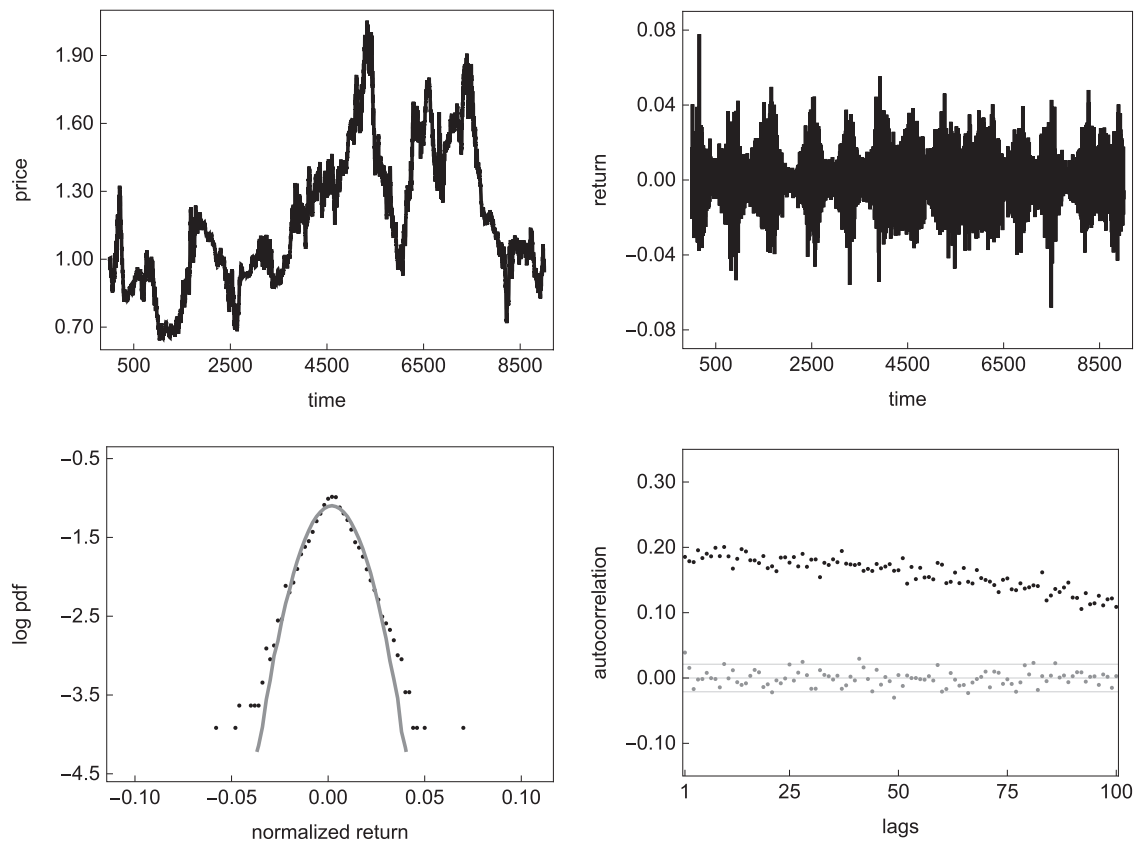 1.90
1.60
1.30
1.00
0.70
price
500 2500 4500 6500 8500
time
0.08
0.04
0.00
−0.04
−0.08
return
500 2500 4500 6500 8500
time
−0.5
−1.5
−2.5
−3.5
−4.5
log pdf
−0.10 −0.05 0.00 0.05 0.10
normalized return
0.30
0.20
0.10
0.00
−0.10
autocorrelation
1 25 50 75 100
lags